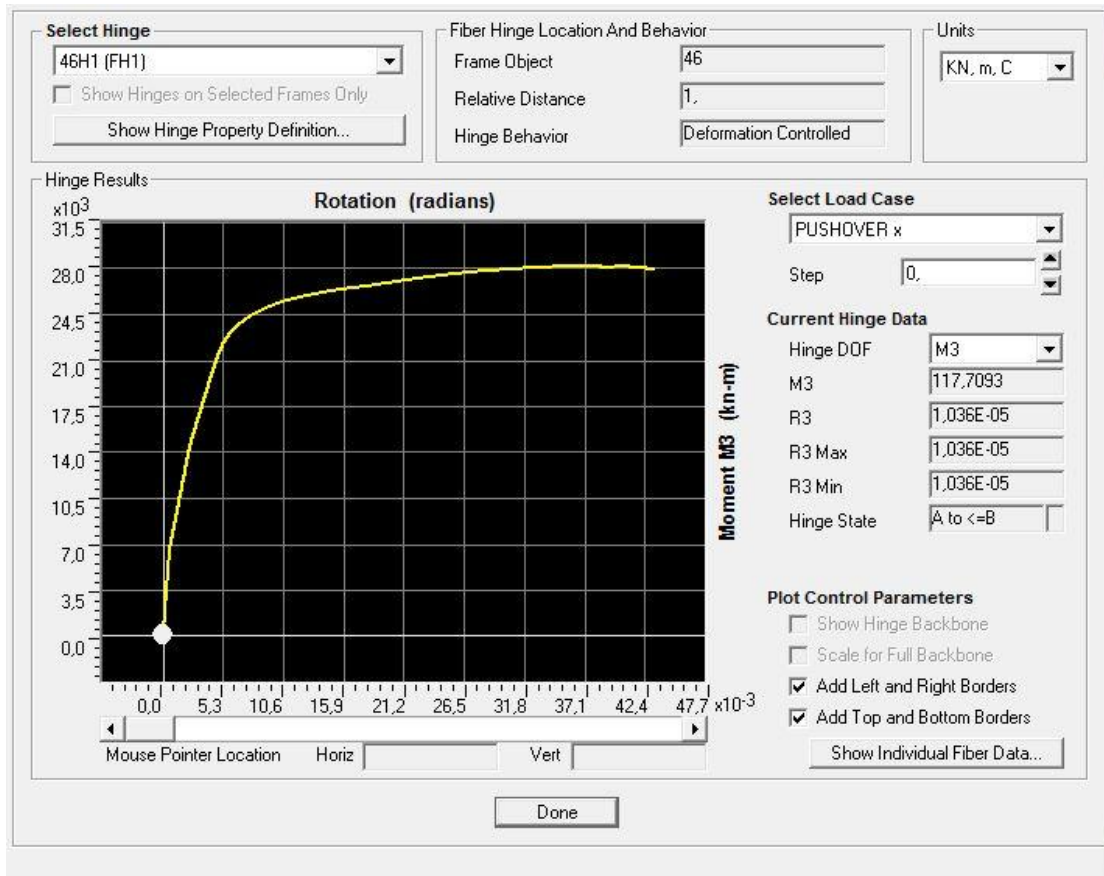 Select Hinge
46H1 (FH1)
Show Hinges on Selected Frames Only
Show Hinge Property Definition...
Fiber Hinge Location And Behavior
Frame Object 46
Relative Distance 1,
Hinge Behavior Deformation Controlled
Units
KN, m, C
Hinge Results
Rotation (radians)
x10³
31,5
28,0
24,5
21,0
17,5
14,0
10,5
7,0
3,5
0,0
0,0 5,3 10,6 15,9 21,2 26,5 31,8 37,1 42,4 47,7 x10⁻³
Moment M3 (kn-m)
Mouse Pointer Location Horiz Vert
Select Load Case
PUSHOVER x
Step 0,
Current Hinge Data
Hinge DOF M3
M3 117,7093
R3 1,036E-05
R3 Max 1,036E-05
R3 Min 1,036E-05
Hinge State A to <=B
Plot Control Parameters
Show Hinge Backbone
Scale for Full Backbone
Add Left and Right Borders
Add Top and Bottom Borders
Show Individual Fiber Data...
Done